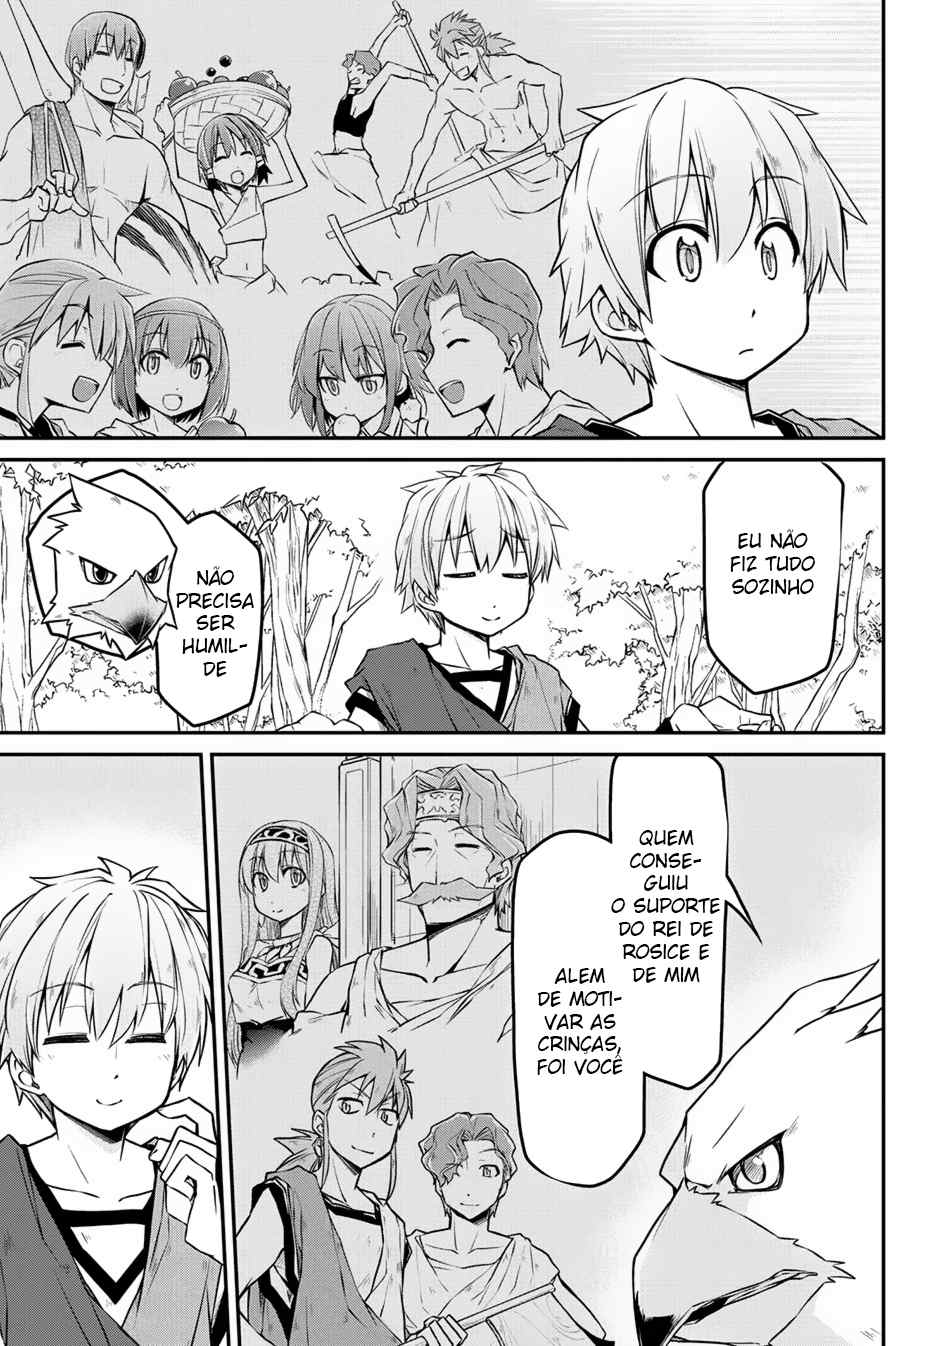 EU NÃO
FIZ TUDO
SOZINHO
NÃO
PRECISA
SER
HUMIL-
DE
QUEM
CONSE-
GUIU
O SUPORTE
DO REI DE
ROSICE E
DE MIM
ALEM
DE MOTI-
VAR AS
CRINÇAS,
FOI VOCÊ